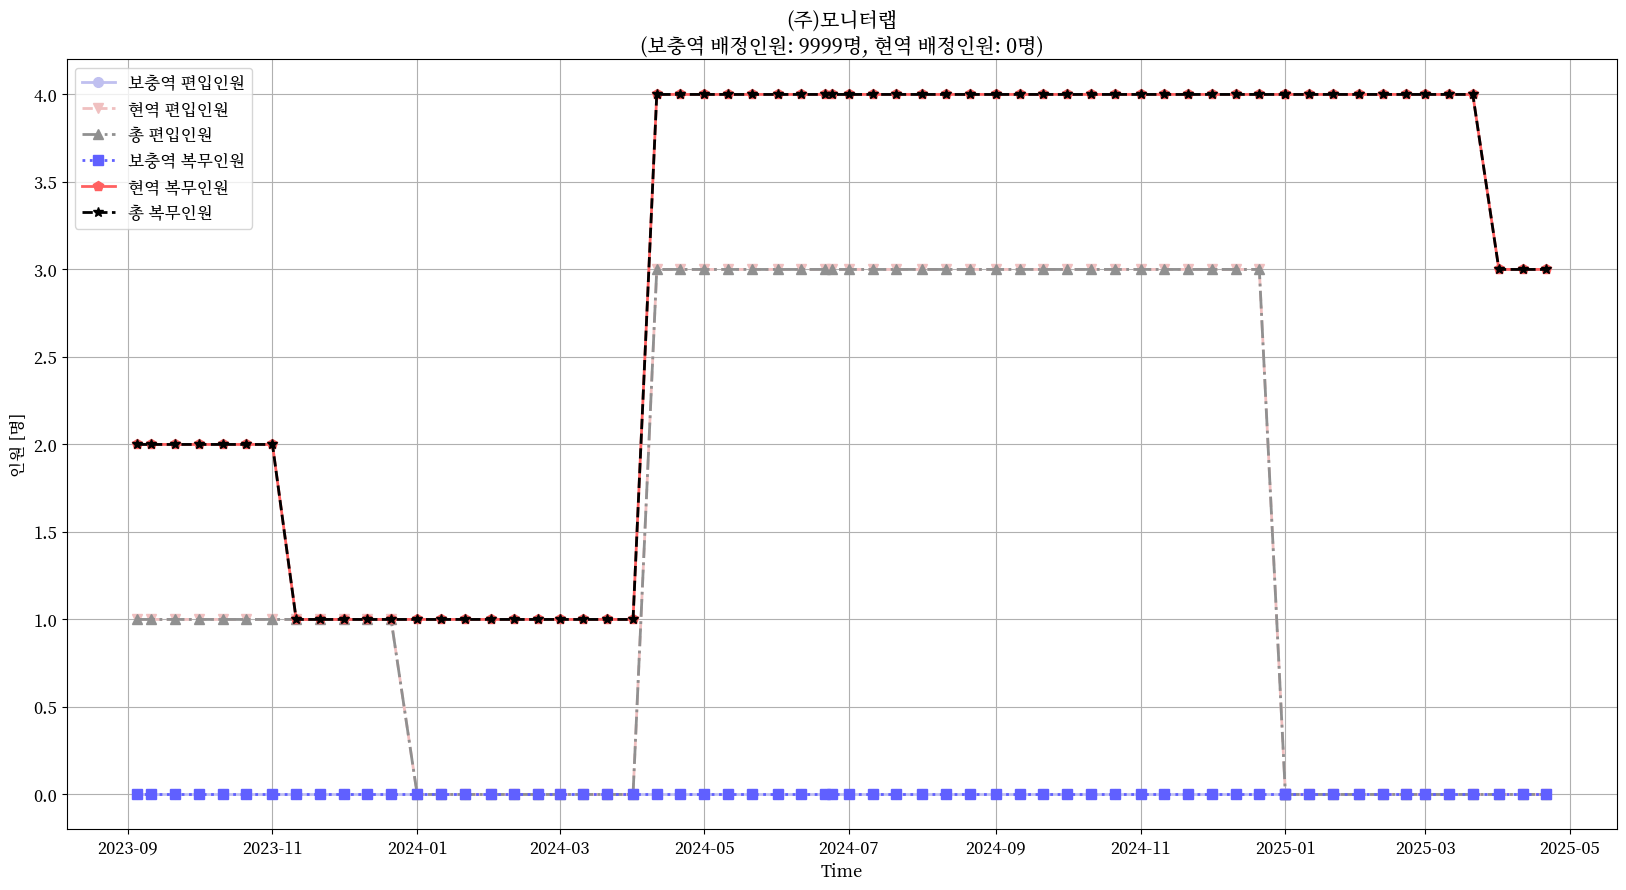 (주)모니터랩
(보충역 배정인원: 9999명, 현역 배정인원: 0명)
보충역 편입인원
현역 편입인원
총 편입인원
보충역 복무인원
현역 복무인원
총 복무인원
인원 [명]
4.0
3.5
3.0
2.5
2.0
1.5
1.0
0.5
0.0
2023-09 2023-11 2024-01 2024-03 2024-05 2024-07 2024-09 2024-11 2025-01 2025-03 2025-05
Time